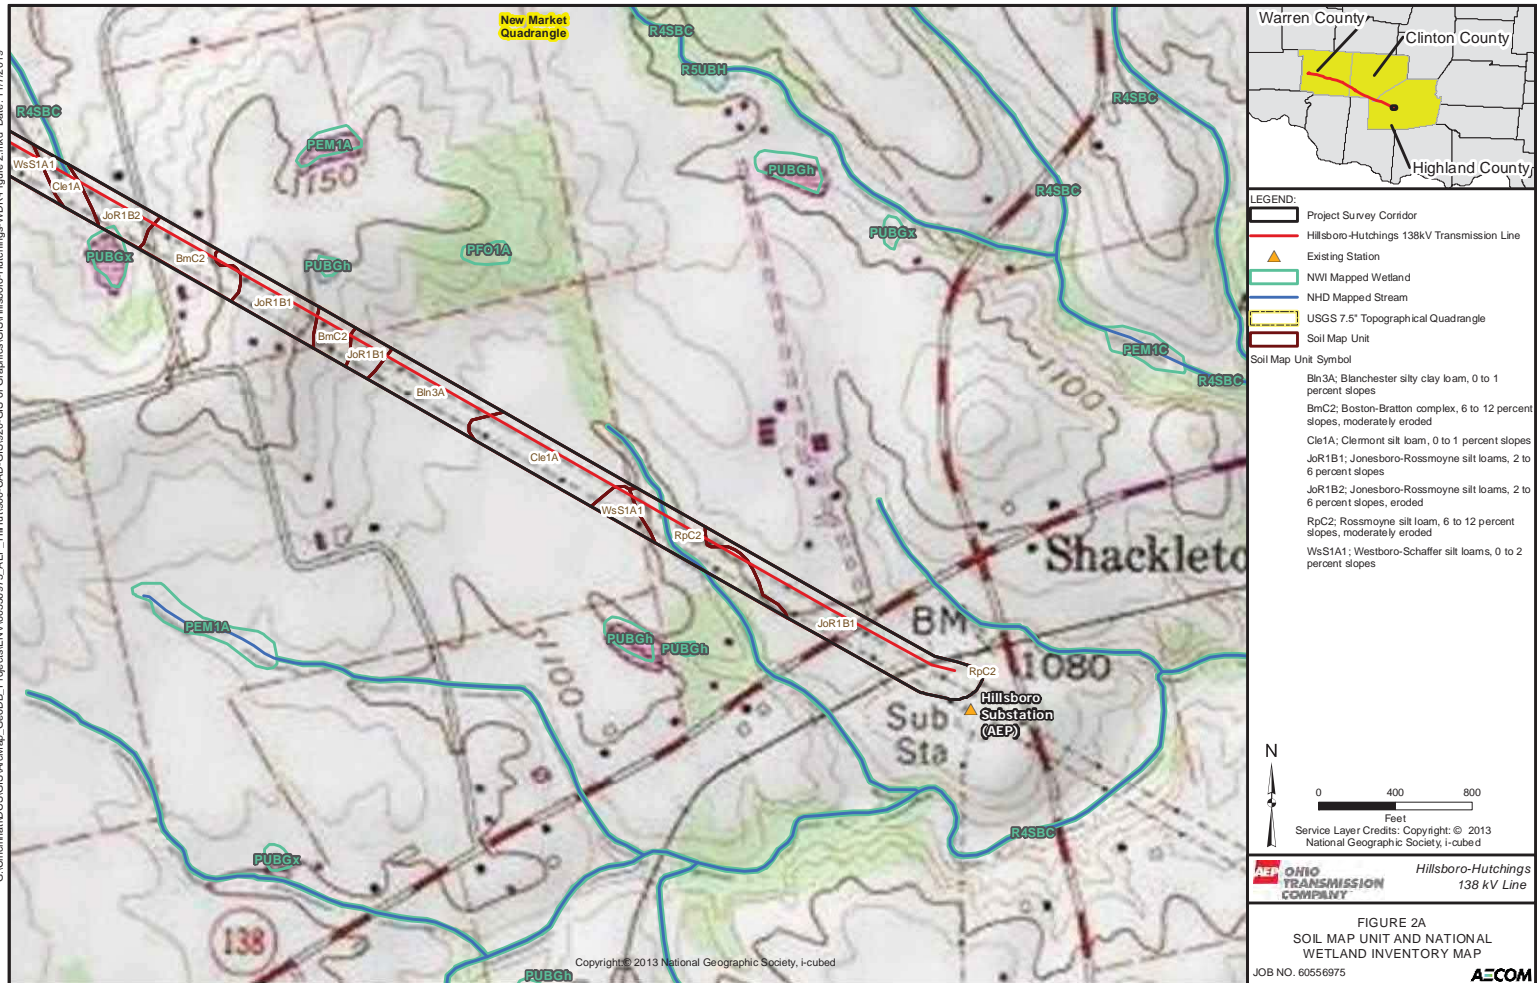 New Market
Quadrangle
R4SBC
R5UBH
R4SBC
R4SBC
PEM1A
1150
PUBGh
R4SBC
WsS1A1
Cle1A
JoR1B2
PUBGx
BmC2
PUBGh
PFO1A
PUBGx
JoR1B1
BmC2
JoR1B1
PEM1C
R4SBC
1100
Bln3A
Cle1A
WsS1A1
RpC2
Shackleto
PEM1A
PUBGh
PUBGh
JoR1B1
BM
1080
RpC2
1100
Hillsboro
Substation
(AEP)
Sub
Sta
R4SBC
PUBGx
138
PUBGh
Copyright:© 2013 National Geographic Society, i-cubed
Warren County
Clinton County
Highland County
LEGEND:
Project Survey Corridor
Hillsboro-Hutchings 138kV Transmission Line
Existing Station
NWI Mapped Wetland
NHD Mapped Stream
USGS 7.5" Topographical Quadrangle
Soil Map Unit
Soil Map Unit Symbol
Bln3A; Blanchester silty clay loam, 0 to 1
percent slopes
BmC2; Boston-Bratton complex, 6 to 12 percent
slopes, moderately eroded
Cle1A; Clermont silt loam, 0 to 1 percent slopes
JoR1B1; Jonesboro-Rossmoyne silt loams, 2 to
6 percent slopes
JoR1B2; Jonesboro-Rossmoyne silt loams, 2 to
6 percent slopes, eroded
RpC2; Rossmoyne silt loam, 6 to 12 percent
slopes, moderately eroded
WsS1A1; Westboro-Schaffer silt loams, 0 to 2
percent slopes
N
0 400 800
Feet
Service Layer Credits: Copyright: © 2013
National Geographic Society, i-cubed
AEP OHIO
TRANSMISSION
COMPANY
Hillsboro-Hutchings
138 kV Line
FIGURE 2A
SOIL MAP UNIT AND NATIONAL
WETLAND INVENTORY MAP
JOB NO. 60556975
AECOM